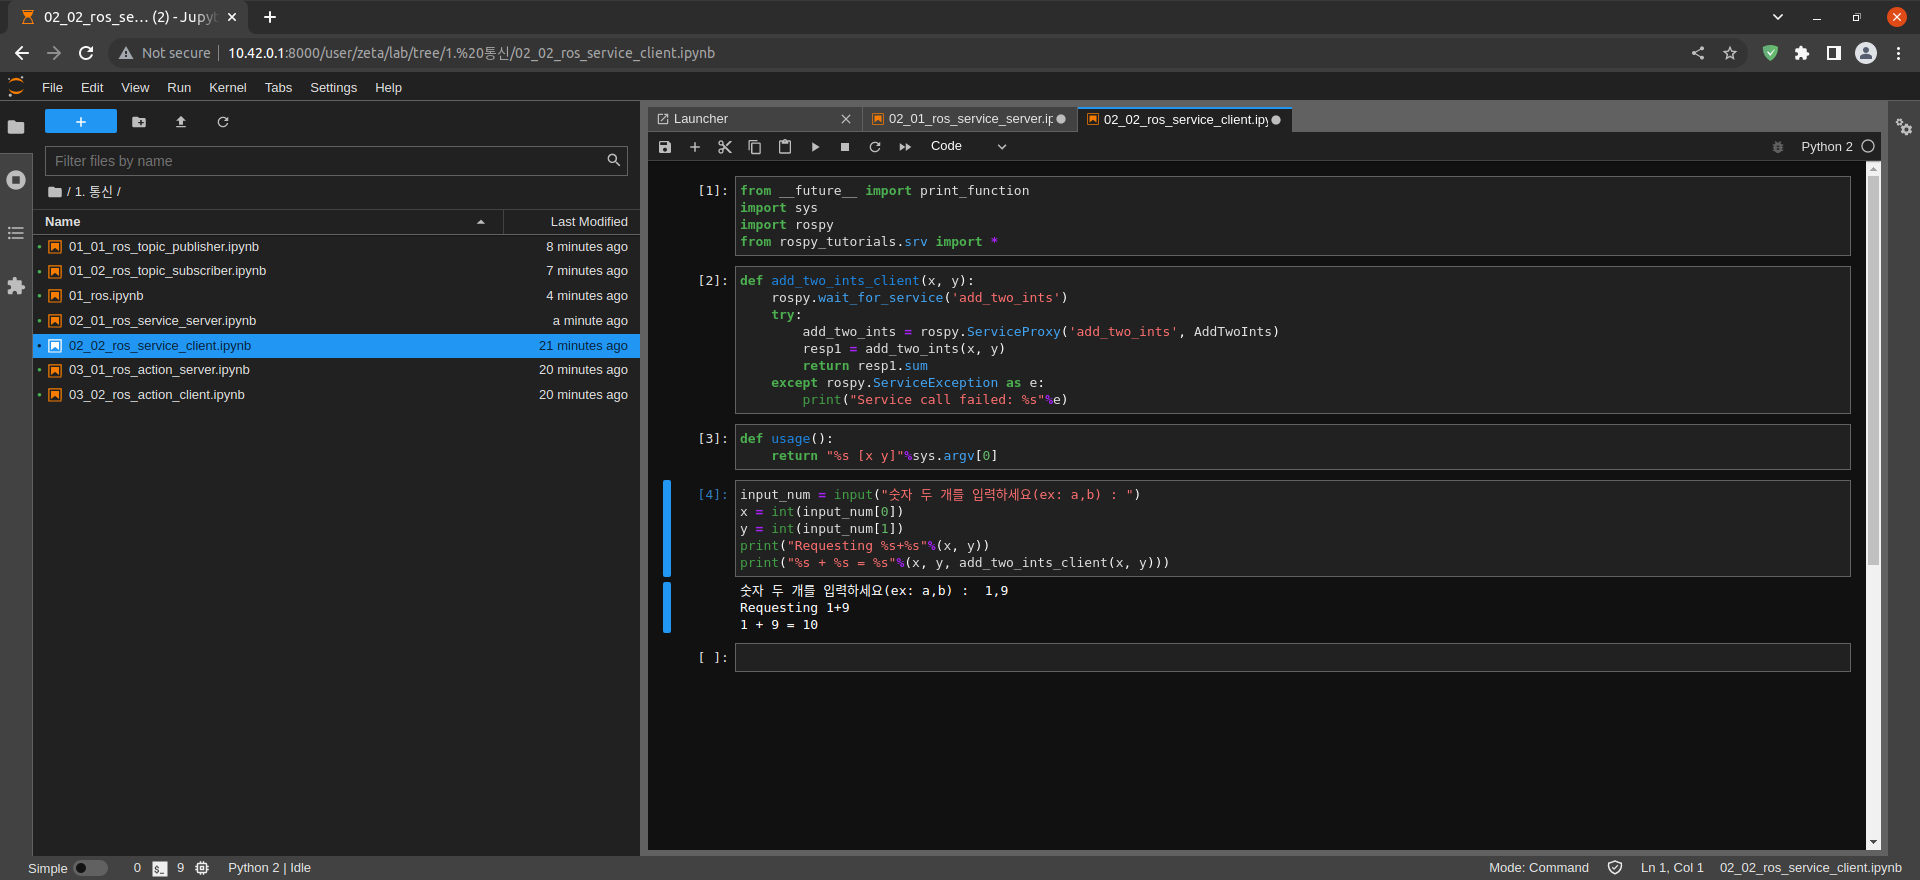 02_02_ros_se... (2) - Jupyt
Not secure 10.42.0.1:8000/user/zeta/lab/tree/1.%20통신/02_02_ros_service_client.ipynb
File Edit View Run Kernel Tabs Settings Help
Filter files by name
/ 1. 통신 /
Name Last Modified
01_01_ros_topic_publisher.ipynb 8 minutes ago
01_02_ros_topic_subscriber.ipynb 7 minutes ago
01_ros.ipynb 4 minutes ago
02_01_ros_service_server.ipynb a minute ago
02_02_ros_service_client.ipynb 21 minutes ago
03_01_ros_action_server.ipynb 20 minutes ago
03_02_ros_action_client.ipynb 20 minutes ago
Launcher 02_01_ros_service_server.ip 02_02_ros_service_client.ipy
Code Python 2
[1]: from __future__ import print_function
import sys
import rospy
from rospy_tutorials.srv import *
[2]: def add_two_ints_client(x, y):
    rospy.wait_for_service('add_two_ints')
    try:
        add_two_ints = rospy.ServiceProxy('add_two_ints', AddTwoInts)
        resp1 = add_two_ints(x, y)
        return resp1.sum
    except rospy.ServiceException as e:
        print("Service call failed: %s"%e)
[3]: def usage():
    return "%s [x y]"%sys.argv[0]
[4]: input_num = input("숫자 두 개를 입력하세요(ex: a,b) : ")
x = int(input_num[0])
y = int(input_num[1])
print("Requesting %s+%s"%(x, y))
print("%s + %s = %s"%(x, y, add_two_ints_client(x, y)))
숫자 두 개를 입력하세요(ex: a,b) :  1,9
Requesting 1+9
1 + 9 = 10
[ ]:
Simple 0 $_ 9 Python 2 | Idle Mode: Command Ln 1, Col 1 02_02_ros_service_client.ipynb